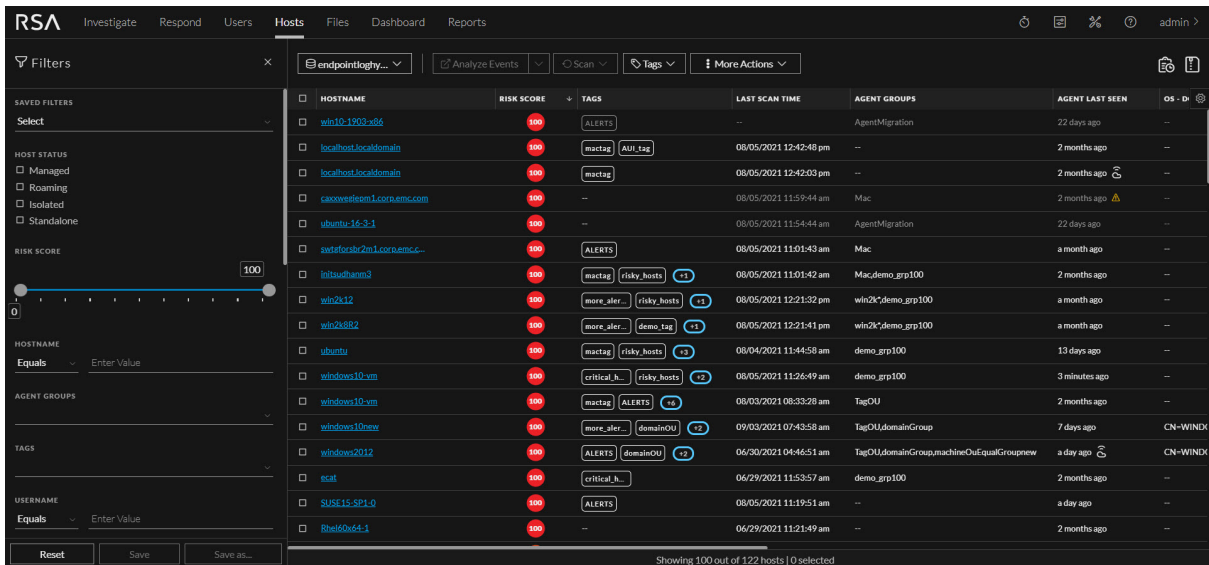 RSA Investigate Respond Users Hosts Files Dashboard Reports admin >
Filters ×
endpointloghy... Analyze Events Scan Tags More Actions
SAVED FILTERS
Select
HOST STATUS
Managed
Roaming
Isolated
Standalone
RISK SCORE
100
0
HOSTNAME
Equals Enter Value
AGENT GROUPS
TAGS
USERNAME
Equals Enter Value
Reset Save Save as...
HOSTNAME RISK SCORE TAGS LAST SCAN TIME AGENT GROUPS AGENT LAST SEEN
win10-1903-x86 100 ALERTS -- AgentMigration 22 days ago --
localhost.localdomain 100 mactag AUI_tag 08/05/2021 12:42:48 pm -- 2 months ago --
localhost.localdomain 100 mactag 08/05/2021 12:42:03 pm -- 2 months ago --
caxxweglepm1.corp.emc.com 100 -- 08/05/2021 11:59:44 am Mac 2 months ago --
ubuntu-16-3-1 100 -- 08/05/2021 11:54:44 am AgentMigration 22 days ago --
swtgforsbr2m1.corp.emc.c... 100 ALERTS 08/05/2021 11:01:43 am Mac a month ago --
initsudhanm3 100 mactag risky_hosts +1 08/05/2021 11:01:42 am Mac,demo_grp100 2 months ago --
win2k12 100 more_aler... risky_hosts +1 08/05/2021 12:21:32 pm win2k*,demo_grp100 a month ago --
win2k8R2 100 more_aler... demo_tag +1 08/05/2021 12:21:41 pm win2k*,demo_grp100 a month ago --
ubuntu 100 mactag risky_hosts +3 08/04/2021 11:44:58 am demo_grp100 13 days ago --
windows10-vm 100 critical_h... risky_hosts +2 08/05/2021 11:26:49 am demo_grp100 3 minutes ago --
windows10-vm 100 mactag ALERTS +6 08/03/2021 08:33:28 am TagOU 2 months ago --
windows10new 100 more_aler... domainOU +2 09/03/2021 07:43:58 am TagOU,domainGroup 7 days ago
windows2012 100 ALERTS domainOU +2 06/30/2021 04:46:51 am TagOU,domainGroup,machineOuEqualGroupnew a day ago
ecat 100 critical_h... 06/29/2021 11:53:57 am demo_grp100 2 months ago --
SUSE15-SP1-0 100 ALERTS 08/05/2021 11:19:51 am -- a day ago --
Rhel60x64-1 100 -- 06/29/2021 11:21:49 am -- 2 months ago --
Showing 100 out of 122 hosts | 0 selected